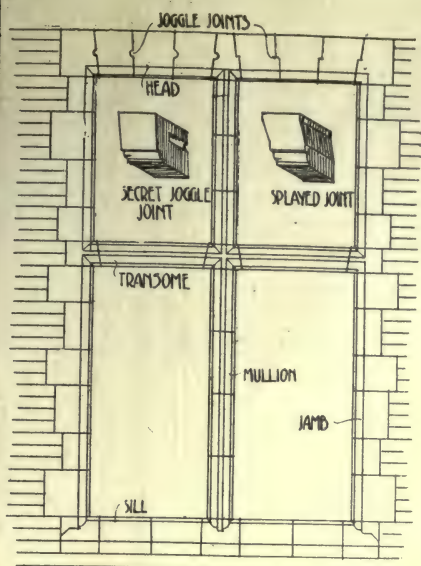 JOGGLE JOINTS
HEAD
SECRET JOGGLE
JOINT
SPLAYED JOINT
TRANSOME
MULLION
JAMB
SILL